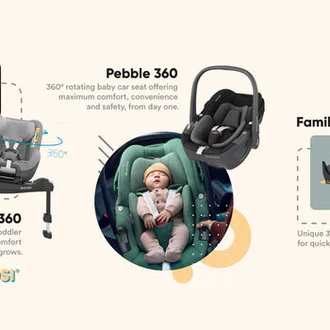 Pebble 360
360° rotating baby car seat offering
maximum comfort, convenience
and safety, from day one.
360°
360
oddler
omfort
grows.
OSI
Famil
Unique 3
for quick